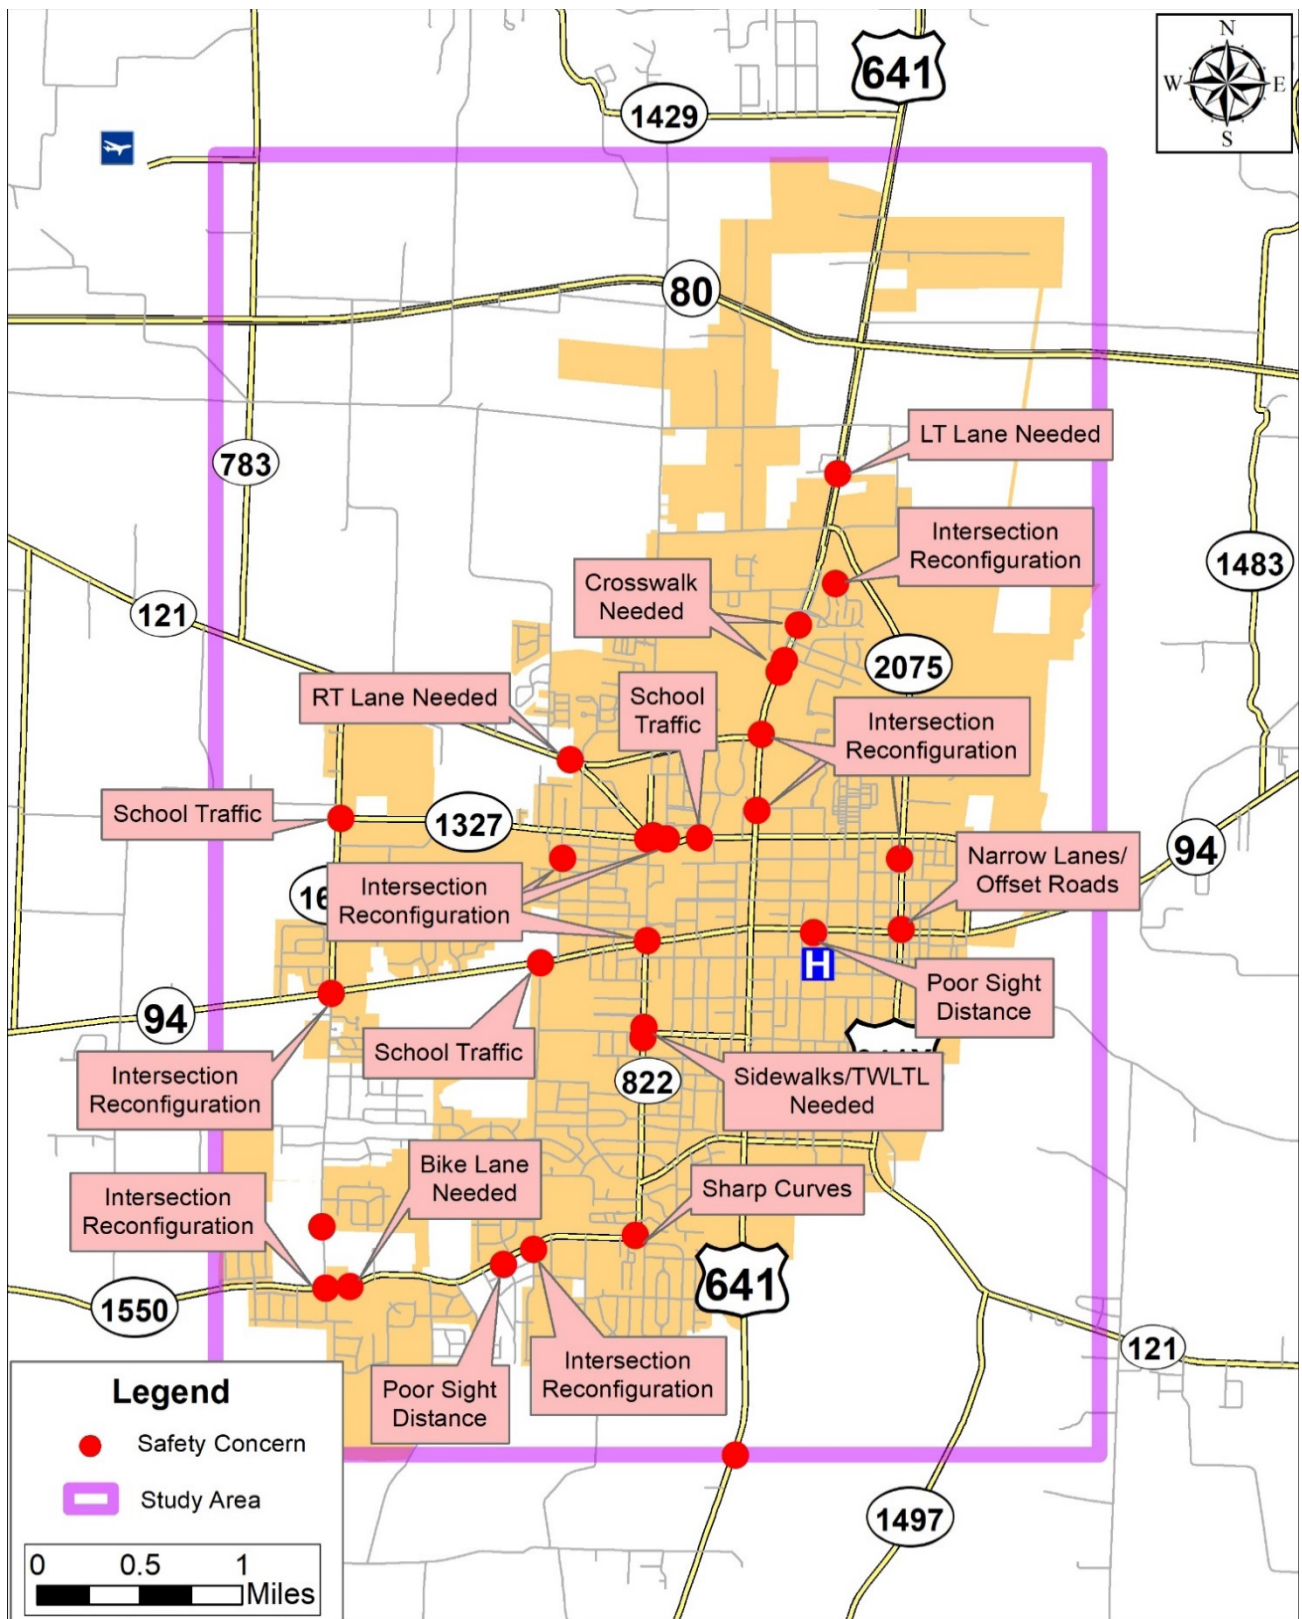 N
W E
S
641
1429
80
783
LT Lane Needed
Intersection
Reconfiguration
1483
Crosswalk
Needed
121
2075
RT Lane Needed
School
Traffic
Intersection
Reconfiguration
School Traffic
1327
94
Narrow Lanes/
Offset Roads
Intersection
Reconfiguration
H
Poor Sight
Distance
94
School Traffic
Intersection
Reconfiguration
822
Sidewalks/TWLTL
Needed
Bike Lane
Needed
Intersection
Reconfiguration
Sharp Curves
641
1550
121
Intersection
Reconfiguration
Poor Sight
Distance
1497
Legend
Safety Concern
Study Area
0 0.5 1
Miles